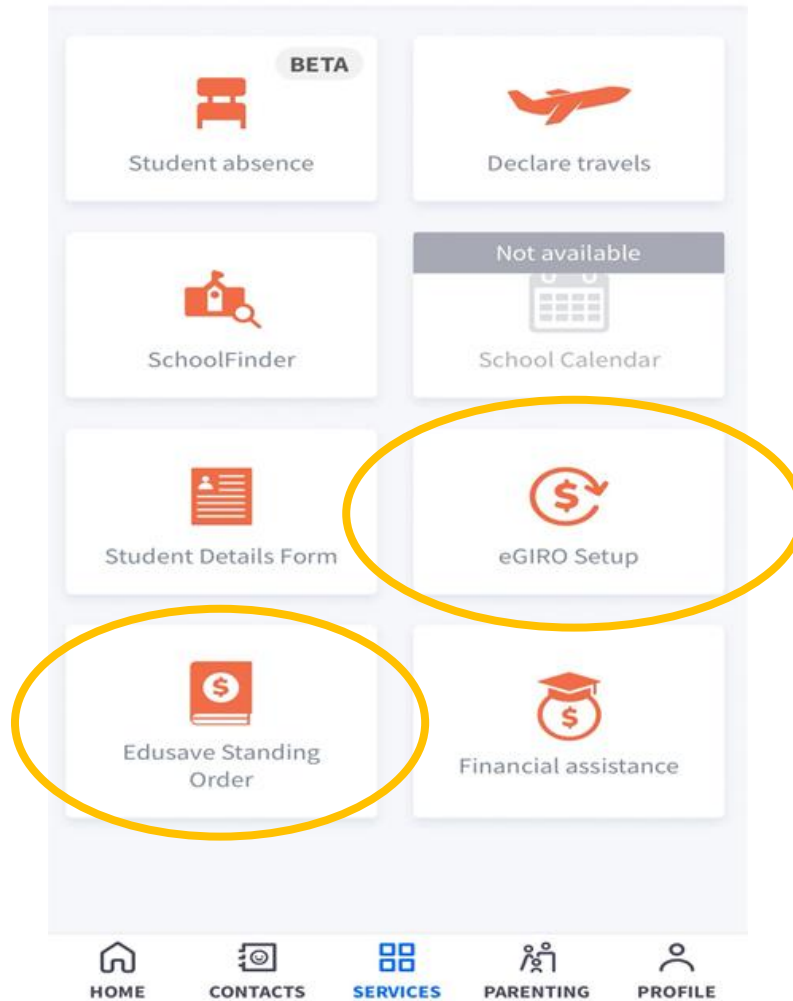 BETA
Student absence
Declare travels
Not available
SchoolFinder
School Calendar
$
Student Details Form
eGIRO Setup
$
$
Edusave Standing
Order
Financial assistance
HOME
CONTACTS
SERVICES
PARENTING
PROFILE